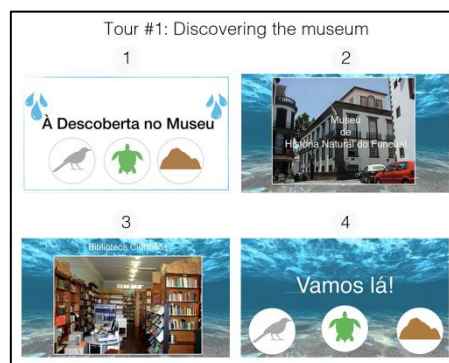 Tour #1: Discovering the museum
1
2
À Descoberta no Museu
Museu
de
História Natural do Funchal
3
4
Biblioteca Científica
Vamos lá!